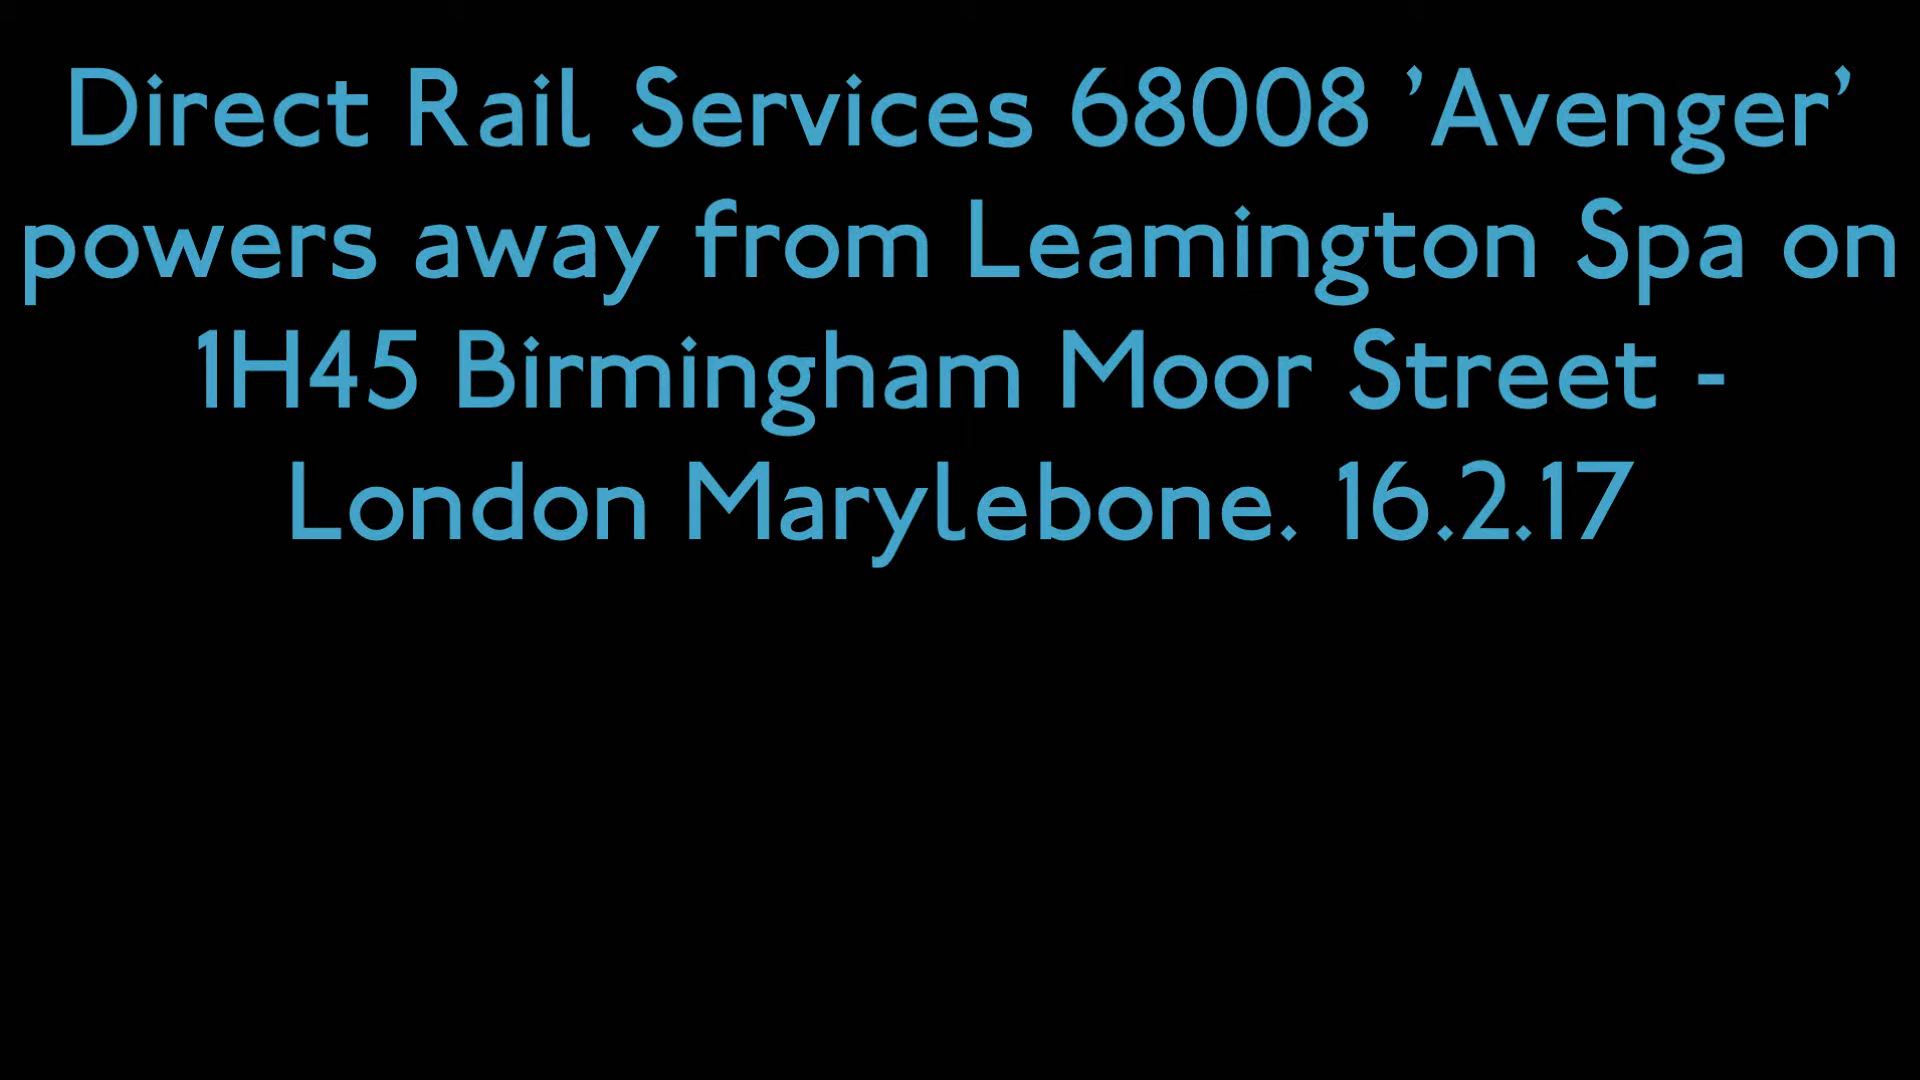 Direct Rail Services 68008 ’Avenger’
powers away from Leamington Spa on
1H45 Birmingham Moor Street -
London Marylebone. 16.2.17